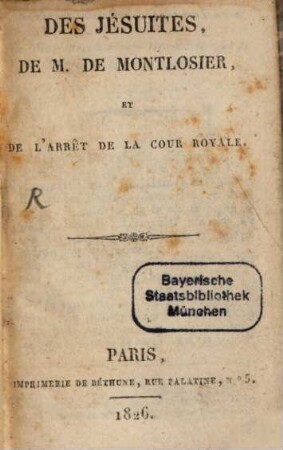 DES JÉSUITES,
DE M. DE MONTLOSIER,
ET
DE L'ARRÊT DE LA COUR ROYALE.
R
Bayerische
Staatsbibliothek
München
PARIS,
IMPRIMERIE DE BÉTHUNE, RUE PALATINE, N.° 5.
1826.